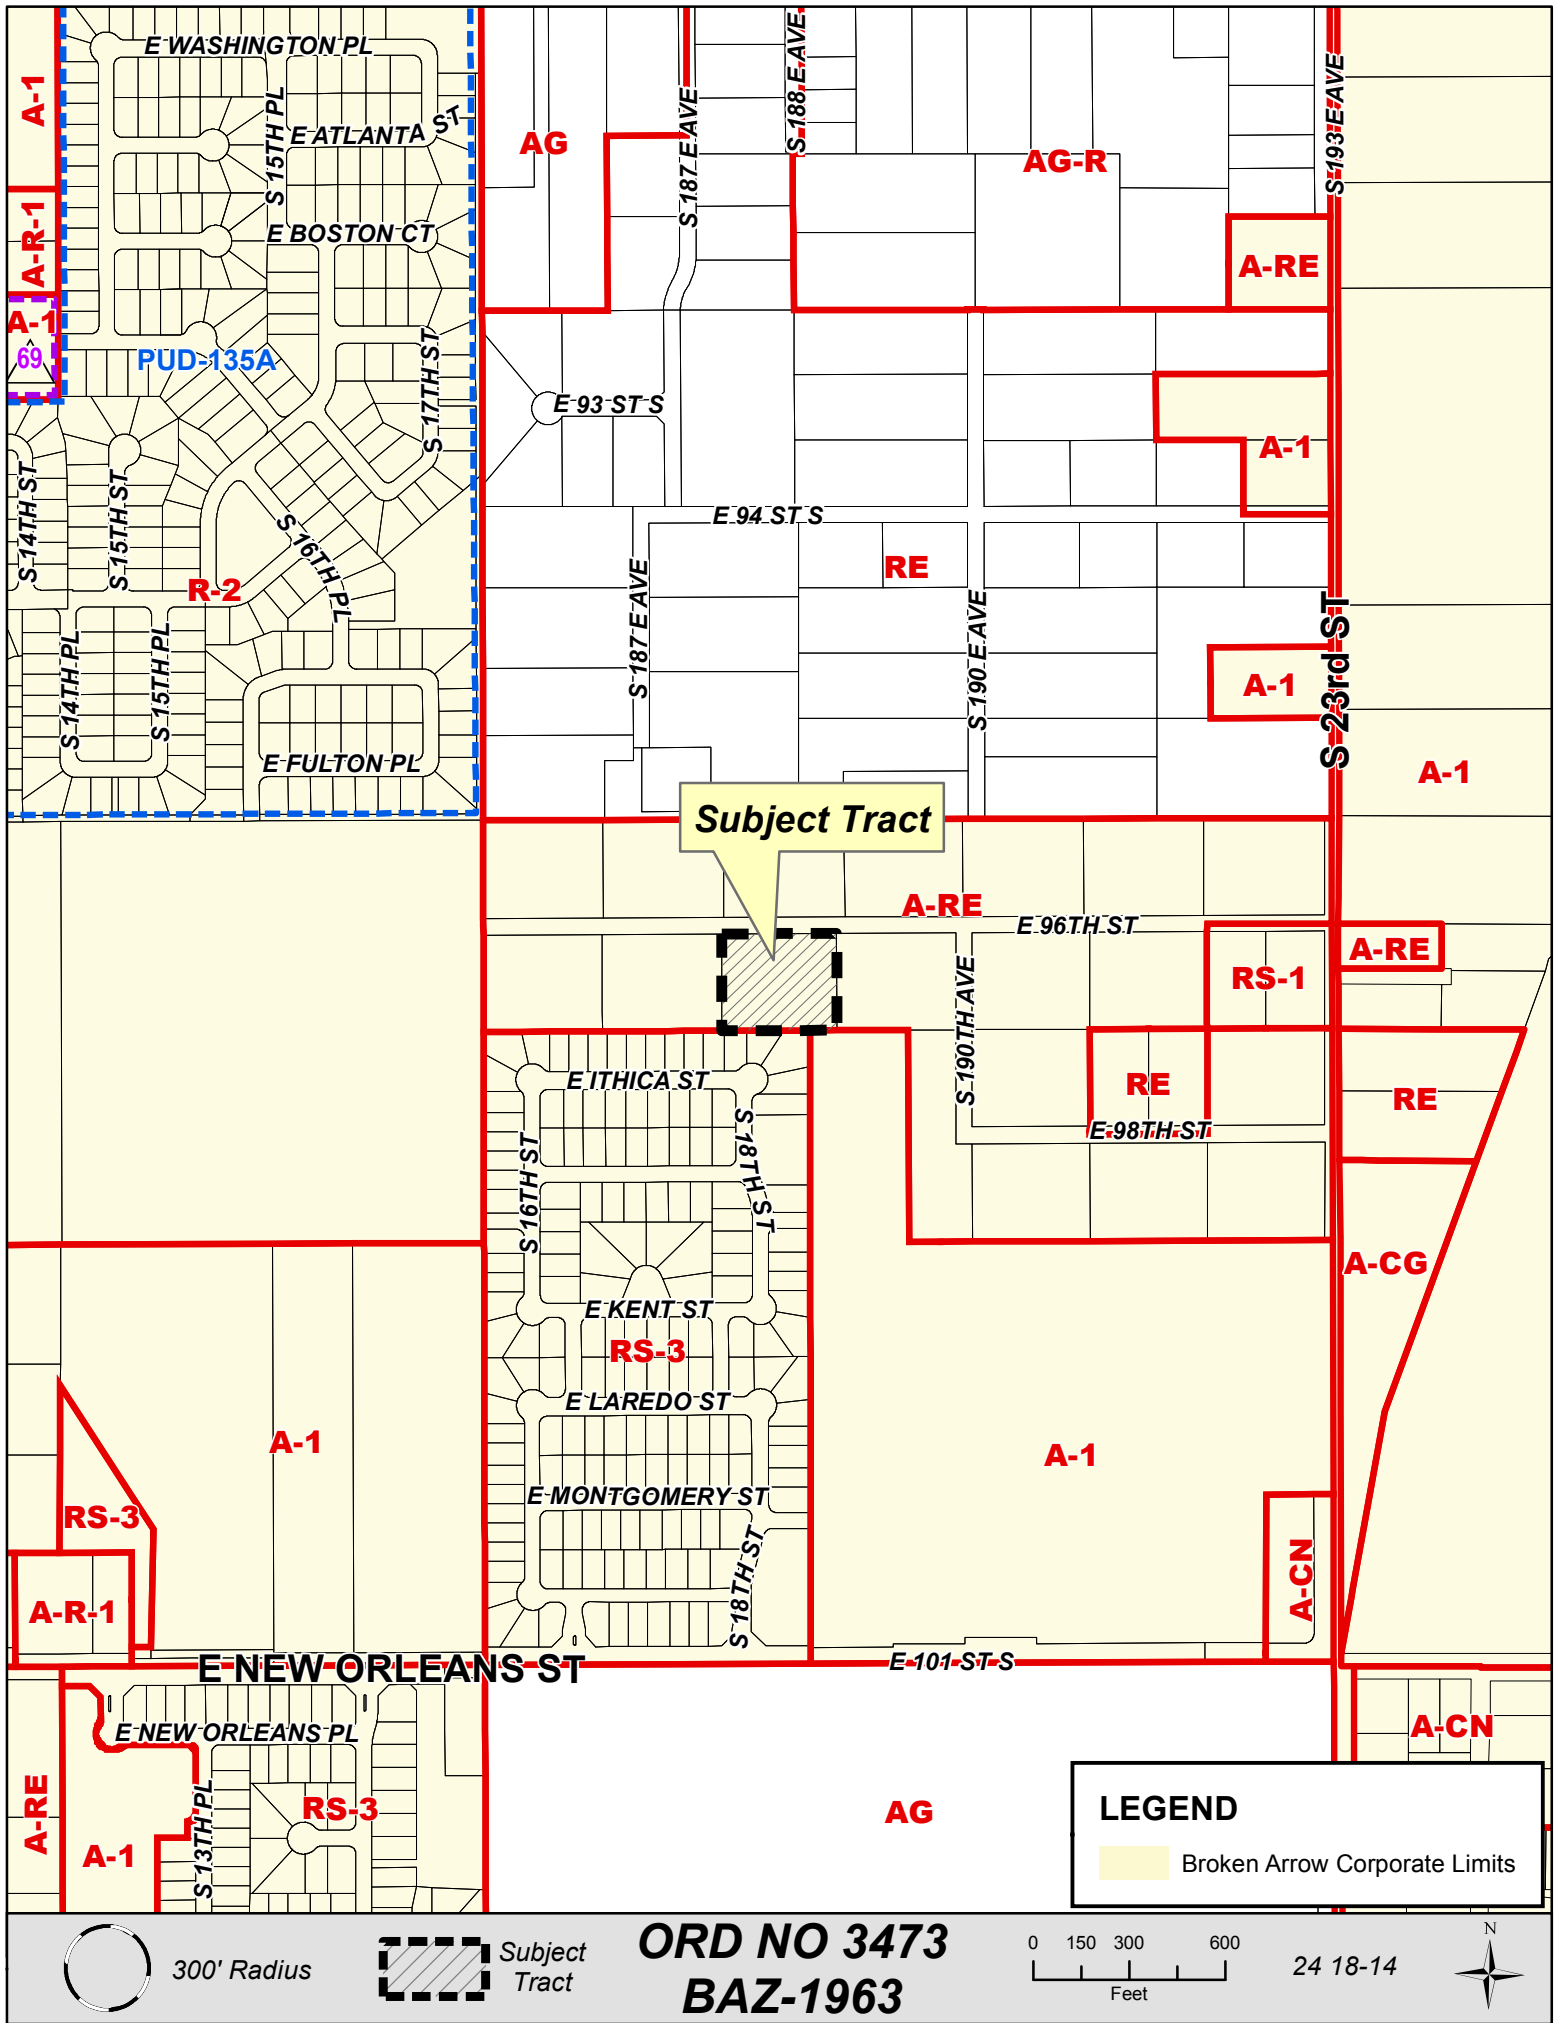 E WASHINGTON PL
A-1
S 15TH PL
E ATLANTA ST
AG
S 187 E AVE
S 188 E AVE
AG-R
S 193 E AVE
A-R-1
E BOSTON CT
A-RE
A-1
69
PUD-135A
S 17TH ST
E 93 ST S
A-1
S 14TH ST
S 15TH ST
S 16TH PL
E 94 ST S
RE
R-2
S 187 E AVE
S 190 E AVE
S 23rd ST
S 14TH PL
S 15TH PL
A-1
E FULTON PL
A-1
Subject Tract
A-RE
E 96TH ST
A-RE
RS-1
S 190TH AVE
E ITHICA ST
RE
RE
E 98TH ST
S 16TH ST
S 18TH ST
A-CG
E KENT ST
RS-3
E LAREDO ST
A-1
A-1
E MONTGOMERY ST
RS-3
S 18TH ST
A-CN
A-R-1
E NEW ORLEANS ST
E 101 ST S
E NEW ORLEANS PL
A-CN
A-RE
RS-3
S 13TH PL
A-1
AG
LEGEND
Broken Arrow Corporate Limits
300' Radius
Subject
Tract
ORD NO 3473
BAZ-1963
0 150 300 600
Feet
24 18-14
N